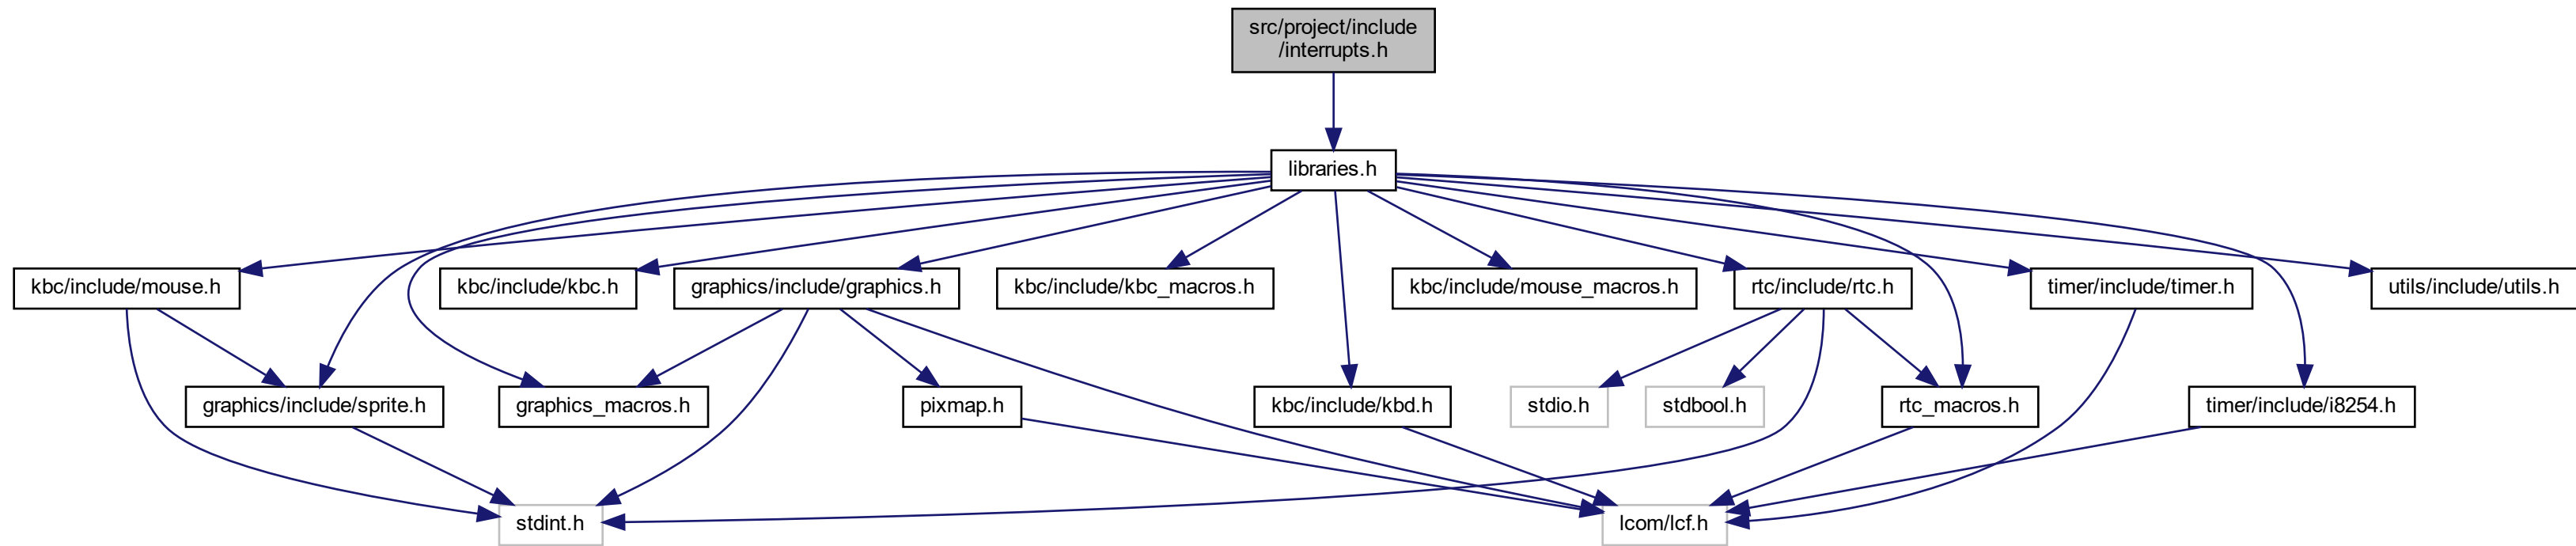 src/project/include
/interrupts.h
libraries.h
kbc/include/mouse.h
kbc/include/kbc.h
graphics/include/graphics.h
kbc/include/kbc_macros.h
kbc/include/mouse_macros.h
rtc/include/rtc.h
timer/include/timer.h
utils/include/utils.h
graphics/include/sprite.h
graphics_macros.h
pixmap.h
kbc/include/kbd.h
stdio.h
stdbool.h
rtc_macros.h
timer/include/i8254.h
stdint.h
lcom/lcf.h